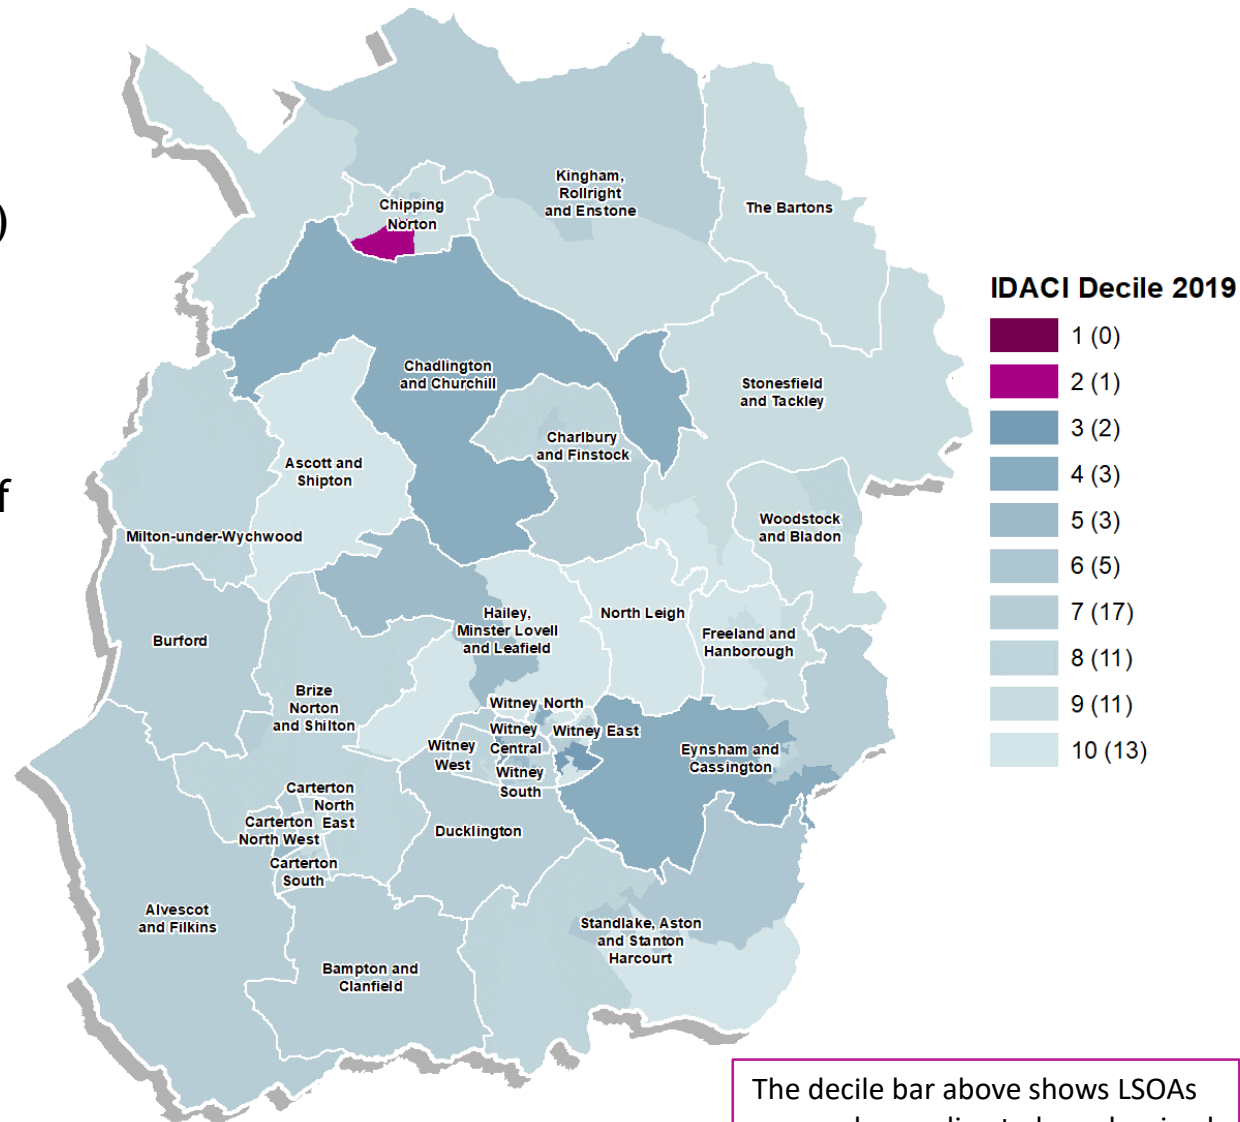 )
f
Kingham,
Rollright
and Enstone
The Bartons
Chipping
Norton
Chadlington
and Churchill
Stonesfield
and Tackley
Charlbury
and Finstock
Ascott and
Shipton
Milton-under-Wychwood
Woodstock
and Bladon
Burford
Hailey,
Minster Lovell
and Leafield
North Leigh
Freeland and
Hanborough
Brize
Norton
and Shilton
Witney North
Witney
Central
Witney East
Witney
West
Witney
South
Eynsham and
Cassington
Carterton
North
East
Carterton
North West
Carterton
South
Ducklington
Alvescot
and Filkins
Bampton and
Clanfield
Standlake, Aston
and Stanton
Harcourt
IDACI Decile 2019
1 (0)
2 (1)
3 (2)
4 (3)
5 (3)
6 (5)
7 (17)
8 (11)
9 (11)
10 (13)
The decile bar above shows LSOAs